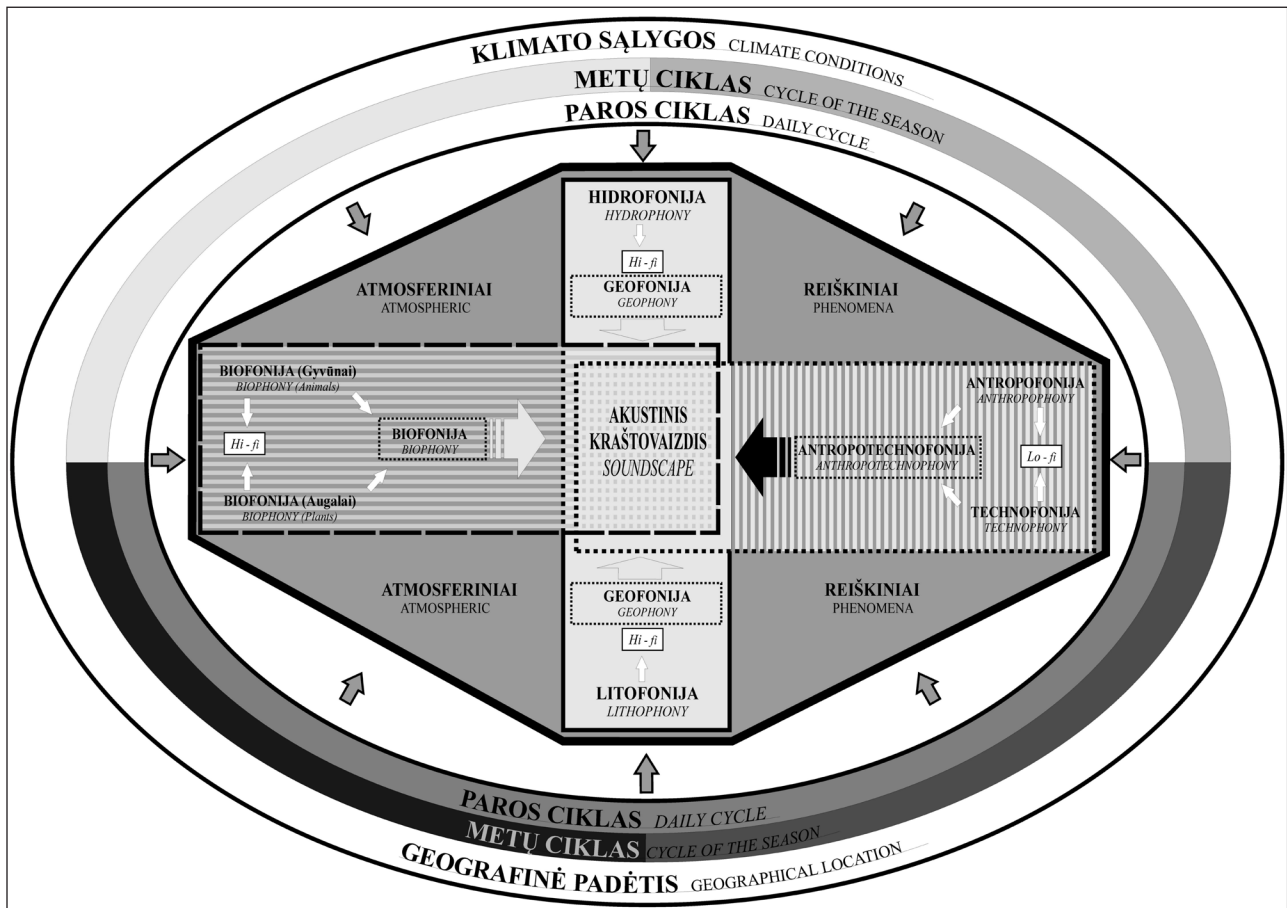 KLIMATO SĄLYGOS CLIMATE CONDITIONS
METŲ CIKLAS CYCLE OF THE SEASON
PAROS CIKLAS DAILY CYCLE
HIDROFONIJA
HYDROPHONY
Hi - fi
GEOFONIJA
GEOPHONY
ATMOSFERINIAI
ATMOSPHERIC
REIŠKINIAI
PHENOMENA
BIOFONIJA (Gyvūnai)
BIOPHONY (Animals)
Hi - fi
BIOFONIJA
BIOPHONY
BIOFONIJA (Augalai)
BIOPHONY (Plants)
AKUSTINIS
KRAŠTOVAIZDIS
SOUNDSCAPE
ANTROPOFONIJA
ANTHROPOPHONY
ANTROPOTECHNOFONIJA
ANTHROPOTECHNOPHONY
Lo - fi
TECHNOFONIJA
TECHNOPHONY
ATMOSFERINIAI
ATMOSPHERIC
REIŠKINIAI
PHENOMENA
GEOFONIJA
GEOPHONY
Hi - fi
LITOFONIJA
LITHOPHONY
PAROS CIKLAS DAILY CYCLE
METŲ CIKLAS CYCLE OF THE SEASON
GEOGRAFINĖ PADĖTIS GEOGRAPHICAL LOCATION